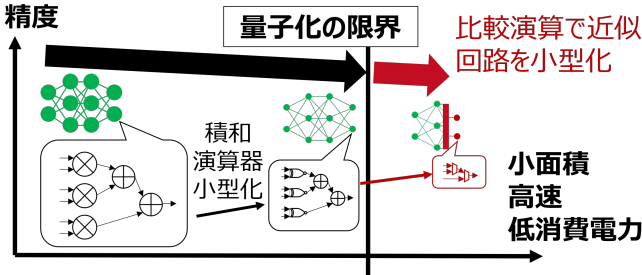 精度
量子化の限界
比較演算で近似
回路を小型化
積和
演算器
小型化
小面積
高速
低消費電力